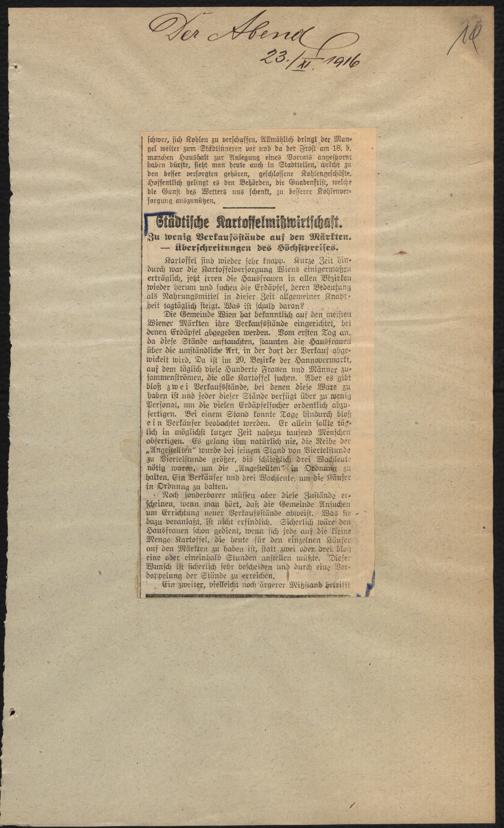 Der Abend
23./XI. 1916
schwer, sich Kohlen zu verschaffen. Allmählich dringt der Man-
gel weiter zum Stadtinneren vor und da der Frost am 18. d.
manchen Haushalt zur Anlegung eines Vorrats angespornt
haben dürfte, sieht man heute auch in Stadtteilen, welche zu
den besser versorgten gehören, geschlossene Kohlengeschäfte.
Hoffentlich gelingt es den Behörden, die Gnadenfrist, welche
die Gunst des Wetters uns schenkt, zu besserer Kohlenver-
sorgung auszunützen.
Städtische Kartoffelmißwirtschaft.
Zu wenig Verkaufsstände auf den Märkten.
— Überschreitungen des Höchstpreises.
Kartoffel sind wieder sehr knapp. Kurze Zeit hin-
durch war die Kartoffelversorgung Wiens einigermaßen
erträglich, jetzt irren die Hausfrauen in allen Bezirken
wieder herum und suchen die Erdäpfel, deren Bedeutung
als Nahrungsmittel in dieser Zeit allgemeiner Knapp-
heit tagtäglich steigt. Was ist schuld daran?
Die Gemeinde Wien hat bekanntlich auf den meisten
Wiener Märkten ihre Verkaufsstände eingerichtet, bei
denen Erdäpfel abgegeben werden. Vom ersten Tag an,
da diese Stände auftauchten, staunten die Hausfrauen
über die umständliche Art, in der dort der Verkauf abge-
wickelt wird. Da ist im 20. Bezirke der Hannovermarkt,
auf dem täglich viele Hunderte Frauen und Männer zu-
sammenströmen, die alle Kartoffel suchen. Aber es gibt
bloß zwei Verkaufsstände, bei denen diese Ware zu
haben ist und jeder dieser Stände verfügt über zu wenig
Personal, um die vielen Erdäpfelsucher ordentlich abzu-
fertigen. Bei einem Stand konnte Tage hindurch bloß
ein Verkäufer beobachtet werden. Er allein sollte täg-
lich in möglichst kurzer Zeit nahezu tausend Menschen
abfertigen. Es gelang ihm natürlich nie, die Reihe der
„Angestellten“ wurde bei seinem Stand von Viertelstunde
zu Viertelstunde größer, bis schließlich drei Wachleute
nötig waren, um die „Angestellten“ in Ordnung zu
halten. Ein Verkäufer und drei Wachleute, um die Käufer
in Ordnung zu halten.
Noch sonderbarer müssen aber diese Zustände er-
scheinen, wenn man hört, daß die Gemeinde Ansuchen
um Errichtung neuer Verkaufsstände abweist. Was sie
dazu veranlaßt, ist nicht erfindlich. Sicherlich wäre den
Hausfrauen schon gedient, wenn sich jede auf die kleine
Menge Kartoffel, die heute für den einzelnen Käufer
auf den Märkten zu haben ist, statt zwei oder drei bloß
eine oder eineinhalb Stunden anstellen müßte. Dieser
Wunsch ist sicherlich sehr bescheiden und durch eine Ver-
doppelung der Stände zu erreichen.
Ein zweiter, vielleicht noch ärgerer Mißstand betrifft